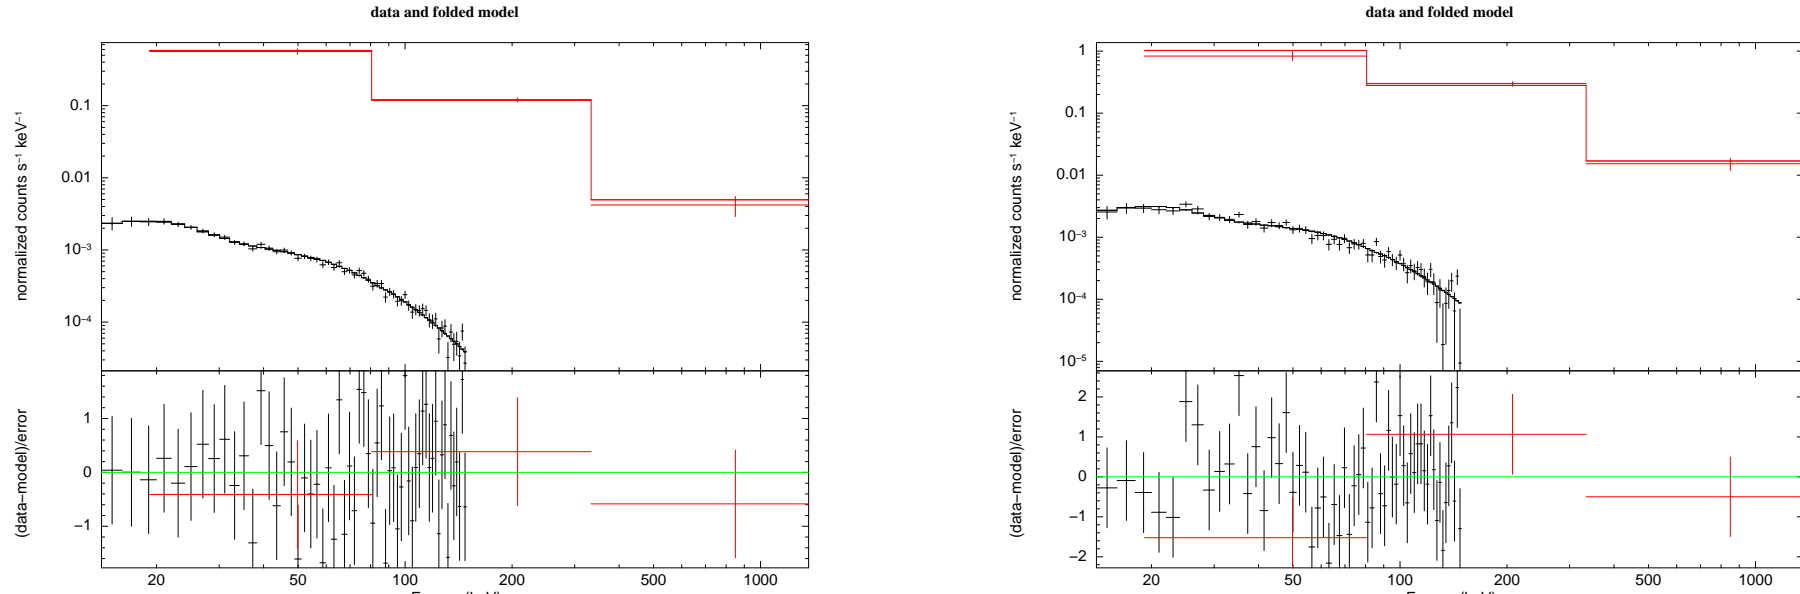 data and folded model
normalized counts s⁻¹ keV⁻¹
0.1
0.01
10⁻³
10⁻⁴
(data−model)/error
1
0
−1
20 50 100 200 500 1000
data and folded model
normalized counts s⁻¹ keV⁻¹
1
0.1
0.01
10⁻³
10⁻⁴
10⁻⁵
(data−model)/error
2
1
0
−1
−2
20 50 100 200 500 1000